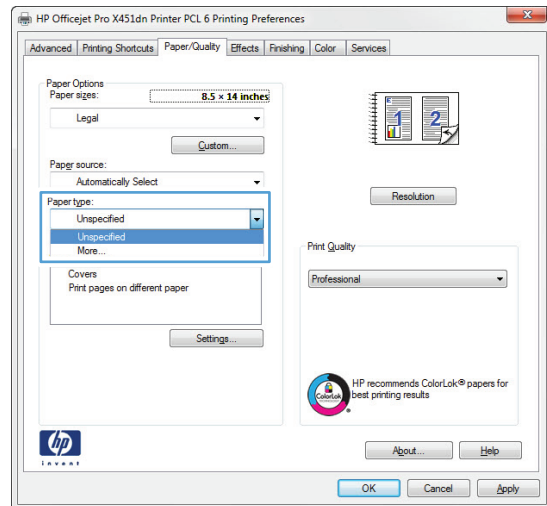 HP Officejet Pro X451dn Printer PCL 6 Printing Preferences
Advanced Printing Shortcuts Paper/Quality Effects Finishing Color Services
Paper Options
Paper sizes: 8.5 × 14 inches
Legal
Custom...
Paper source:
Automatically Select
Paper type:
Unspecified
Unspecified
More...
Covers
Print pages on different paper
Settings...
1 2
Resolution
Print Quality
Professional
ColorLok
HP recommends ColorLok® papers for
best printing results
hp
invent
About... Help
OK Cancel Apply